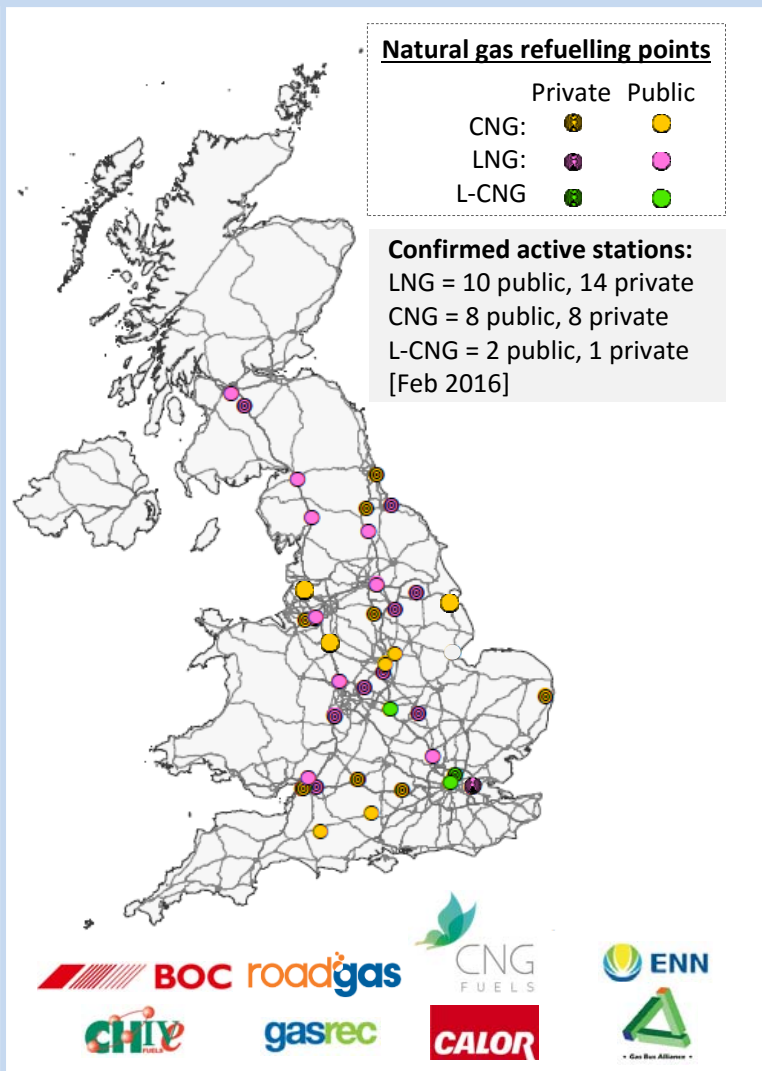 Natural gas refuelling points
Private Public
CNG:
LNG:
L-CNG
Confirmed active stations:
LNG = 10 public, 14 private
CNG = 8 public, 8 private
L-CNG = 2 public, 1 private
[Feb 2016]
BOC
roadgas
CNG
FUELS
ENN
CHIVE
FUELS
gasrec
CALOR
• Gas Bus Alliance •